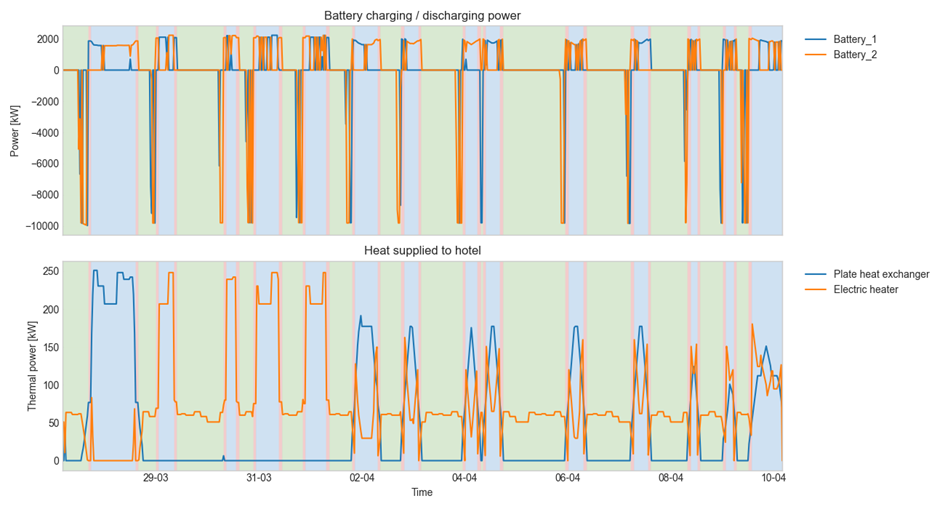 Battery charging / discharging power
2000
0
−2000
−4000
−6000
−8000
−10000
Power [kW]
Battery_1
Battery_2
Heat supplied to hotel
250
200
150
100
50
0
Thermal power [kW]
Plate heat exchanger
Electric heater
29-03 31-03 02-04 04-04 06-04 08-04 10-04
Time